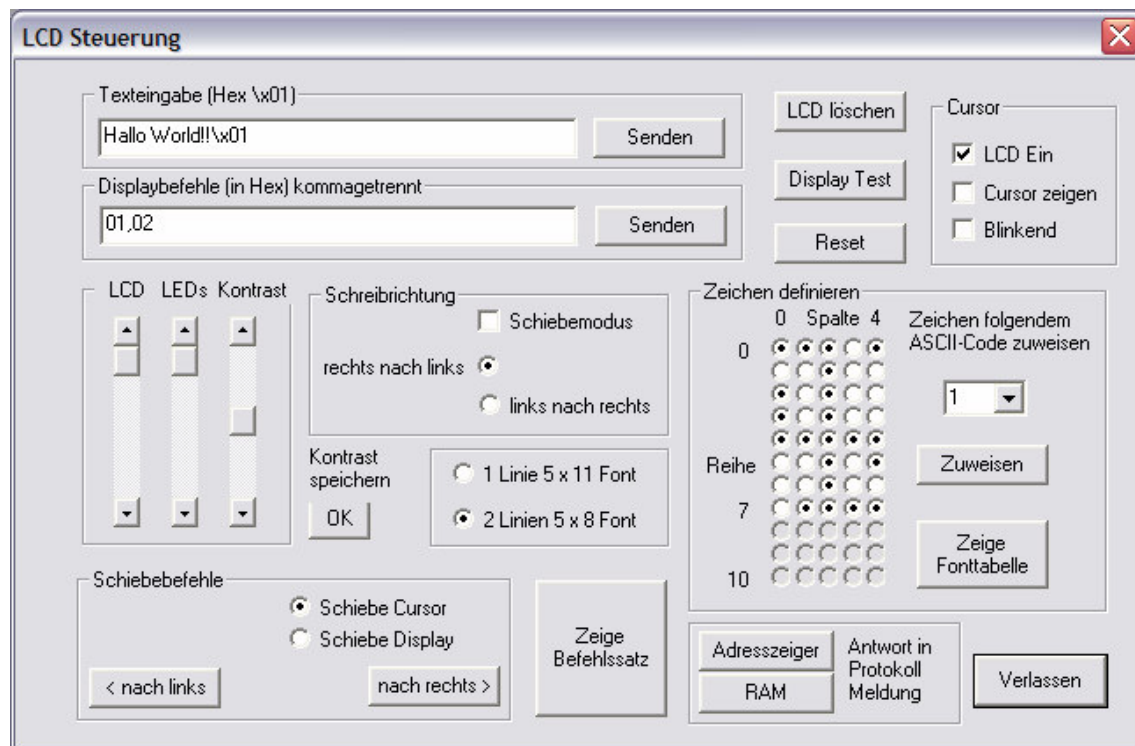 LCD Steuerung
Texteingabe (Hex \x01)
Hallo World!!\x01
Senden
Displaybefehle (in Hex) kommagetrennt
01,02
Senden
LCD löschen
Display Test
Reset
Cursor
LCD Ein
Cursor zeigen
Blinkend
LCD LEDs Kontrast
Schreibrichtung
Schiebemodus
rechts nach links
links nach rechts
Kontrast
speichern
OK
1 Linie 5 x 11 Font
2 Linien 5 x 8 Font
Zeichen definieren
0 Spalte 4
0
Reihe
7
10
Zeichen folgendem
ASCII-Code zuweisen
1
Zuweisen
Zeige
Fonttabelle
Schiebebefehle
Schiebe Cursor
Schiebe Display
< nach links
nach rechts >
Zeige
Befehlssatz
Adresszeiger
RAM
Antwort in
Protokoll
Meldung
Verlassen